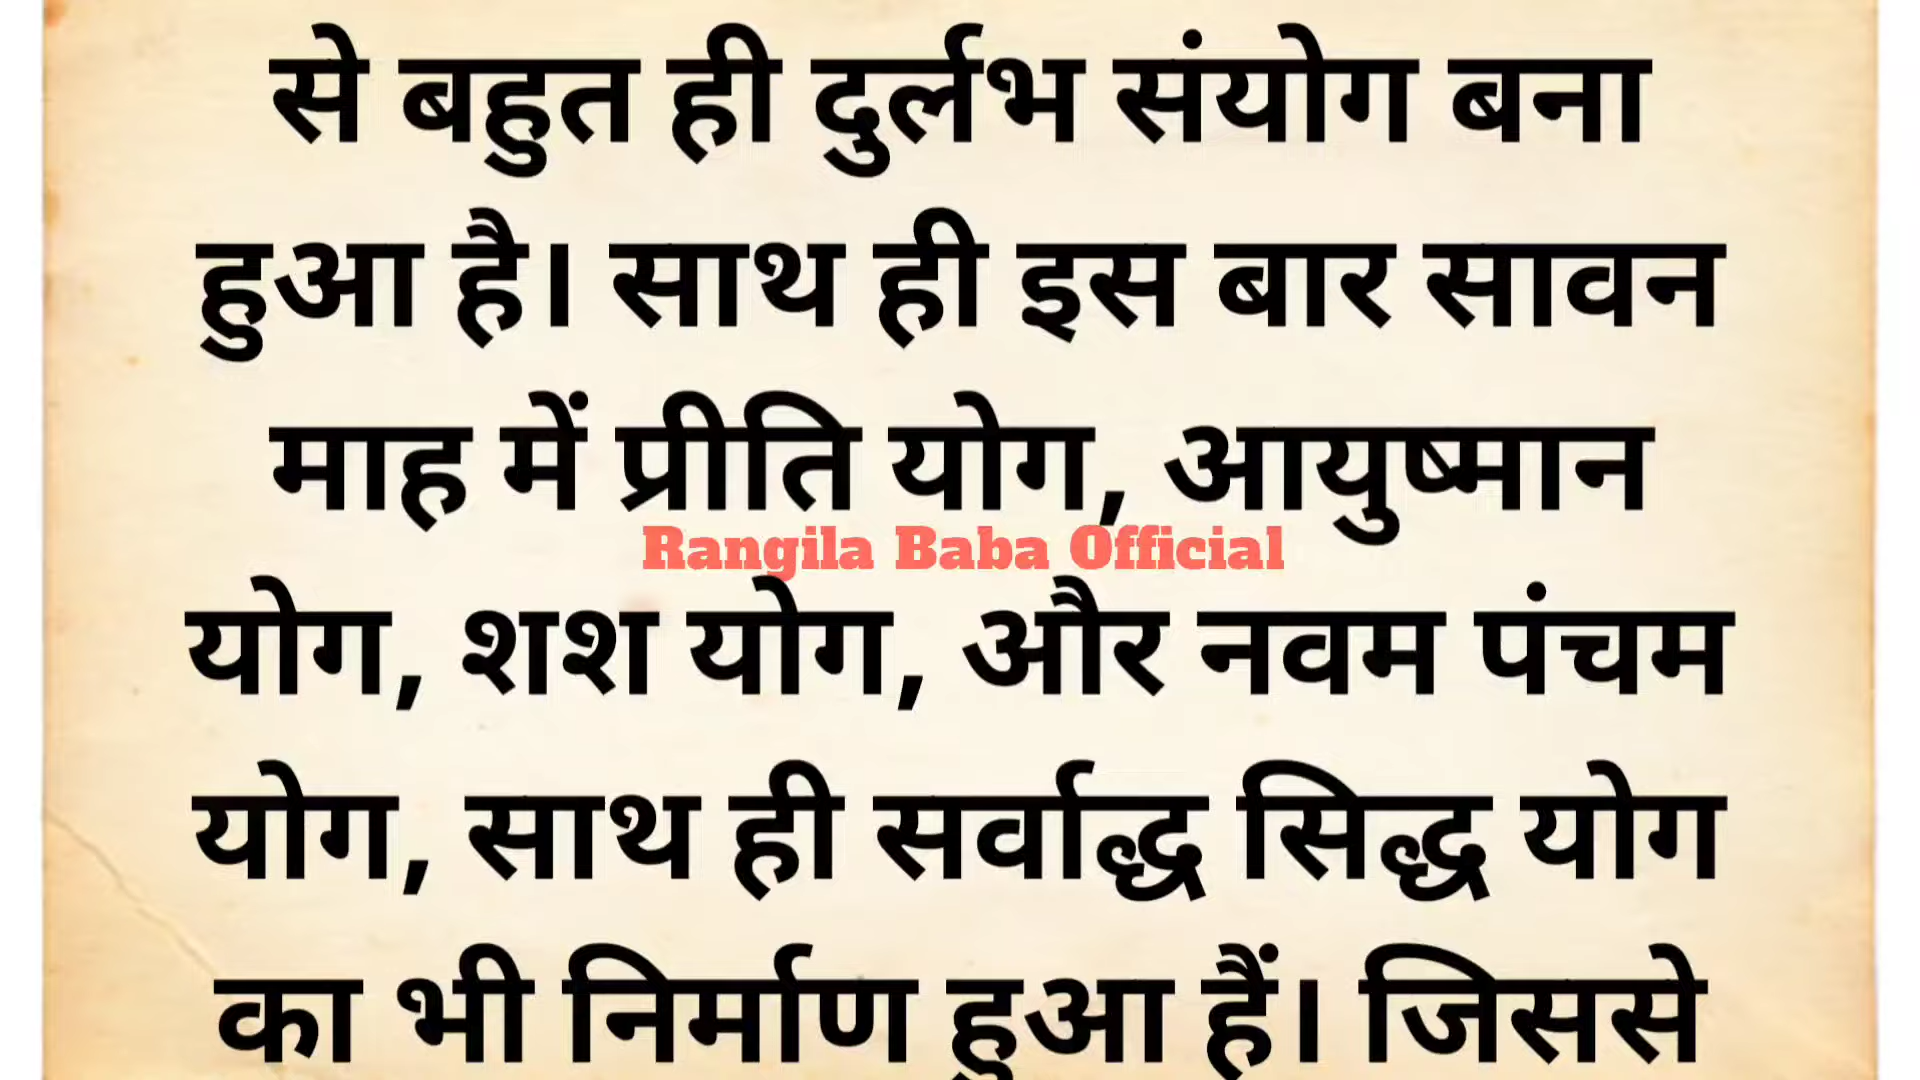 से बहुत ही दुर्लभ संयोग बना
हुआ है। साथ ही इस बार सावन
माह में प्रीति योग, आयुष्मान
Rangila Baba Official
योग, शश योग, और नवम पंचम
योग, साथ ही सर्वाद्ध सिद्ध योग
का भी निर्माण हुआ हैं। जिससे